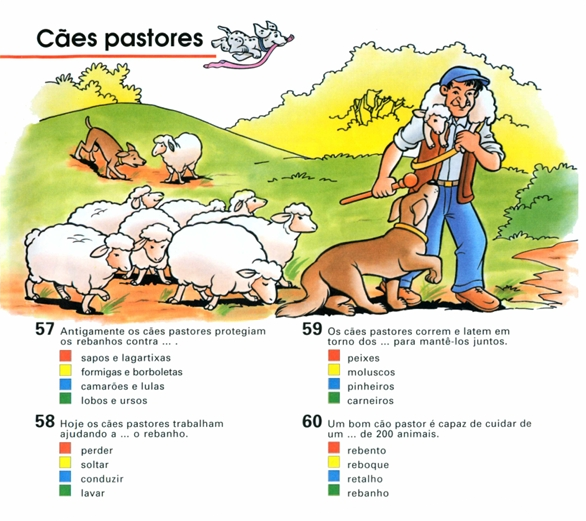 Cães pastores
57 Antigamente os cães pastores protegiam
os rebanhos contra ... .
sapos e lagartixas
formigas e borboletas
camarões e lulas
lobos e ursos
58 Hoje os cães pastores trabalham
ajudando a ... o rebanho.
perder
soltar
conduzir
lavar
59 Os cães pastores correm e latem em
torno dos ... para mantê-los juntos.
peixes
moluscos
pinheiros
carneiros
60 Um bom cão pastor é capaz de cuidar de
um ... de 200 animais.
rebento
reboque
retalho
rebanho